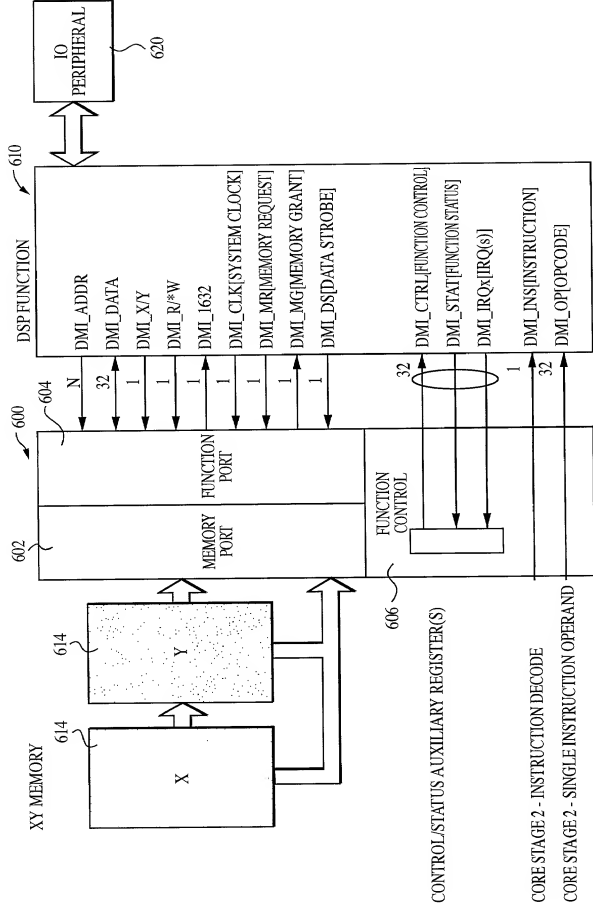 XY MEMORY
614
X
614
Y
600
602
MEMORY
PORT
604
FUNCTION
PORT
606
FUNCTION
CONTROL
CONTROL/STATUS AUXILIARY REGISTER(S)
CORE STAGE 2 - INSTRUCTION DECODE
CORE STAGE 2 - SINGLE INSTRUCTION OPERAND
N
32
1
1
1
1
1
1
1
32
1
32
DSP FUNCTION
610
DMI_ADDR
DMI_DATA
DMI_X/Y
DMI_R/*W
DMI_1632
DMI_CLK[SYSTEM CLOCK]
DMI_MR[MEMORY REQUEST]
DMI_MG[MEMORY GRANT]
DMI_DS[DATA STROBE]
DMI_CTRL[FUNCTION CONTROL]
DMI_STAT[FUNCTION STATUS]
DMI_IRQx[IRQ(s)]
DMI_INS[INSTRUCTION]
DMI_OP[OPCODE]
IO
PERIPHERAL
620